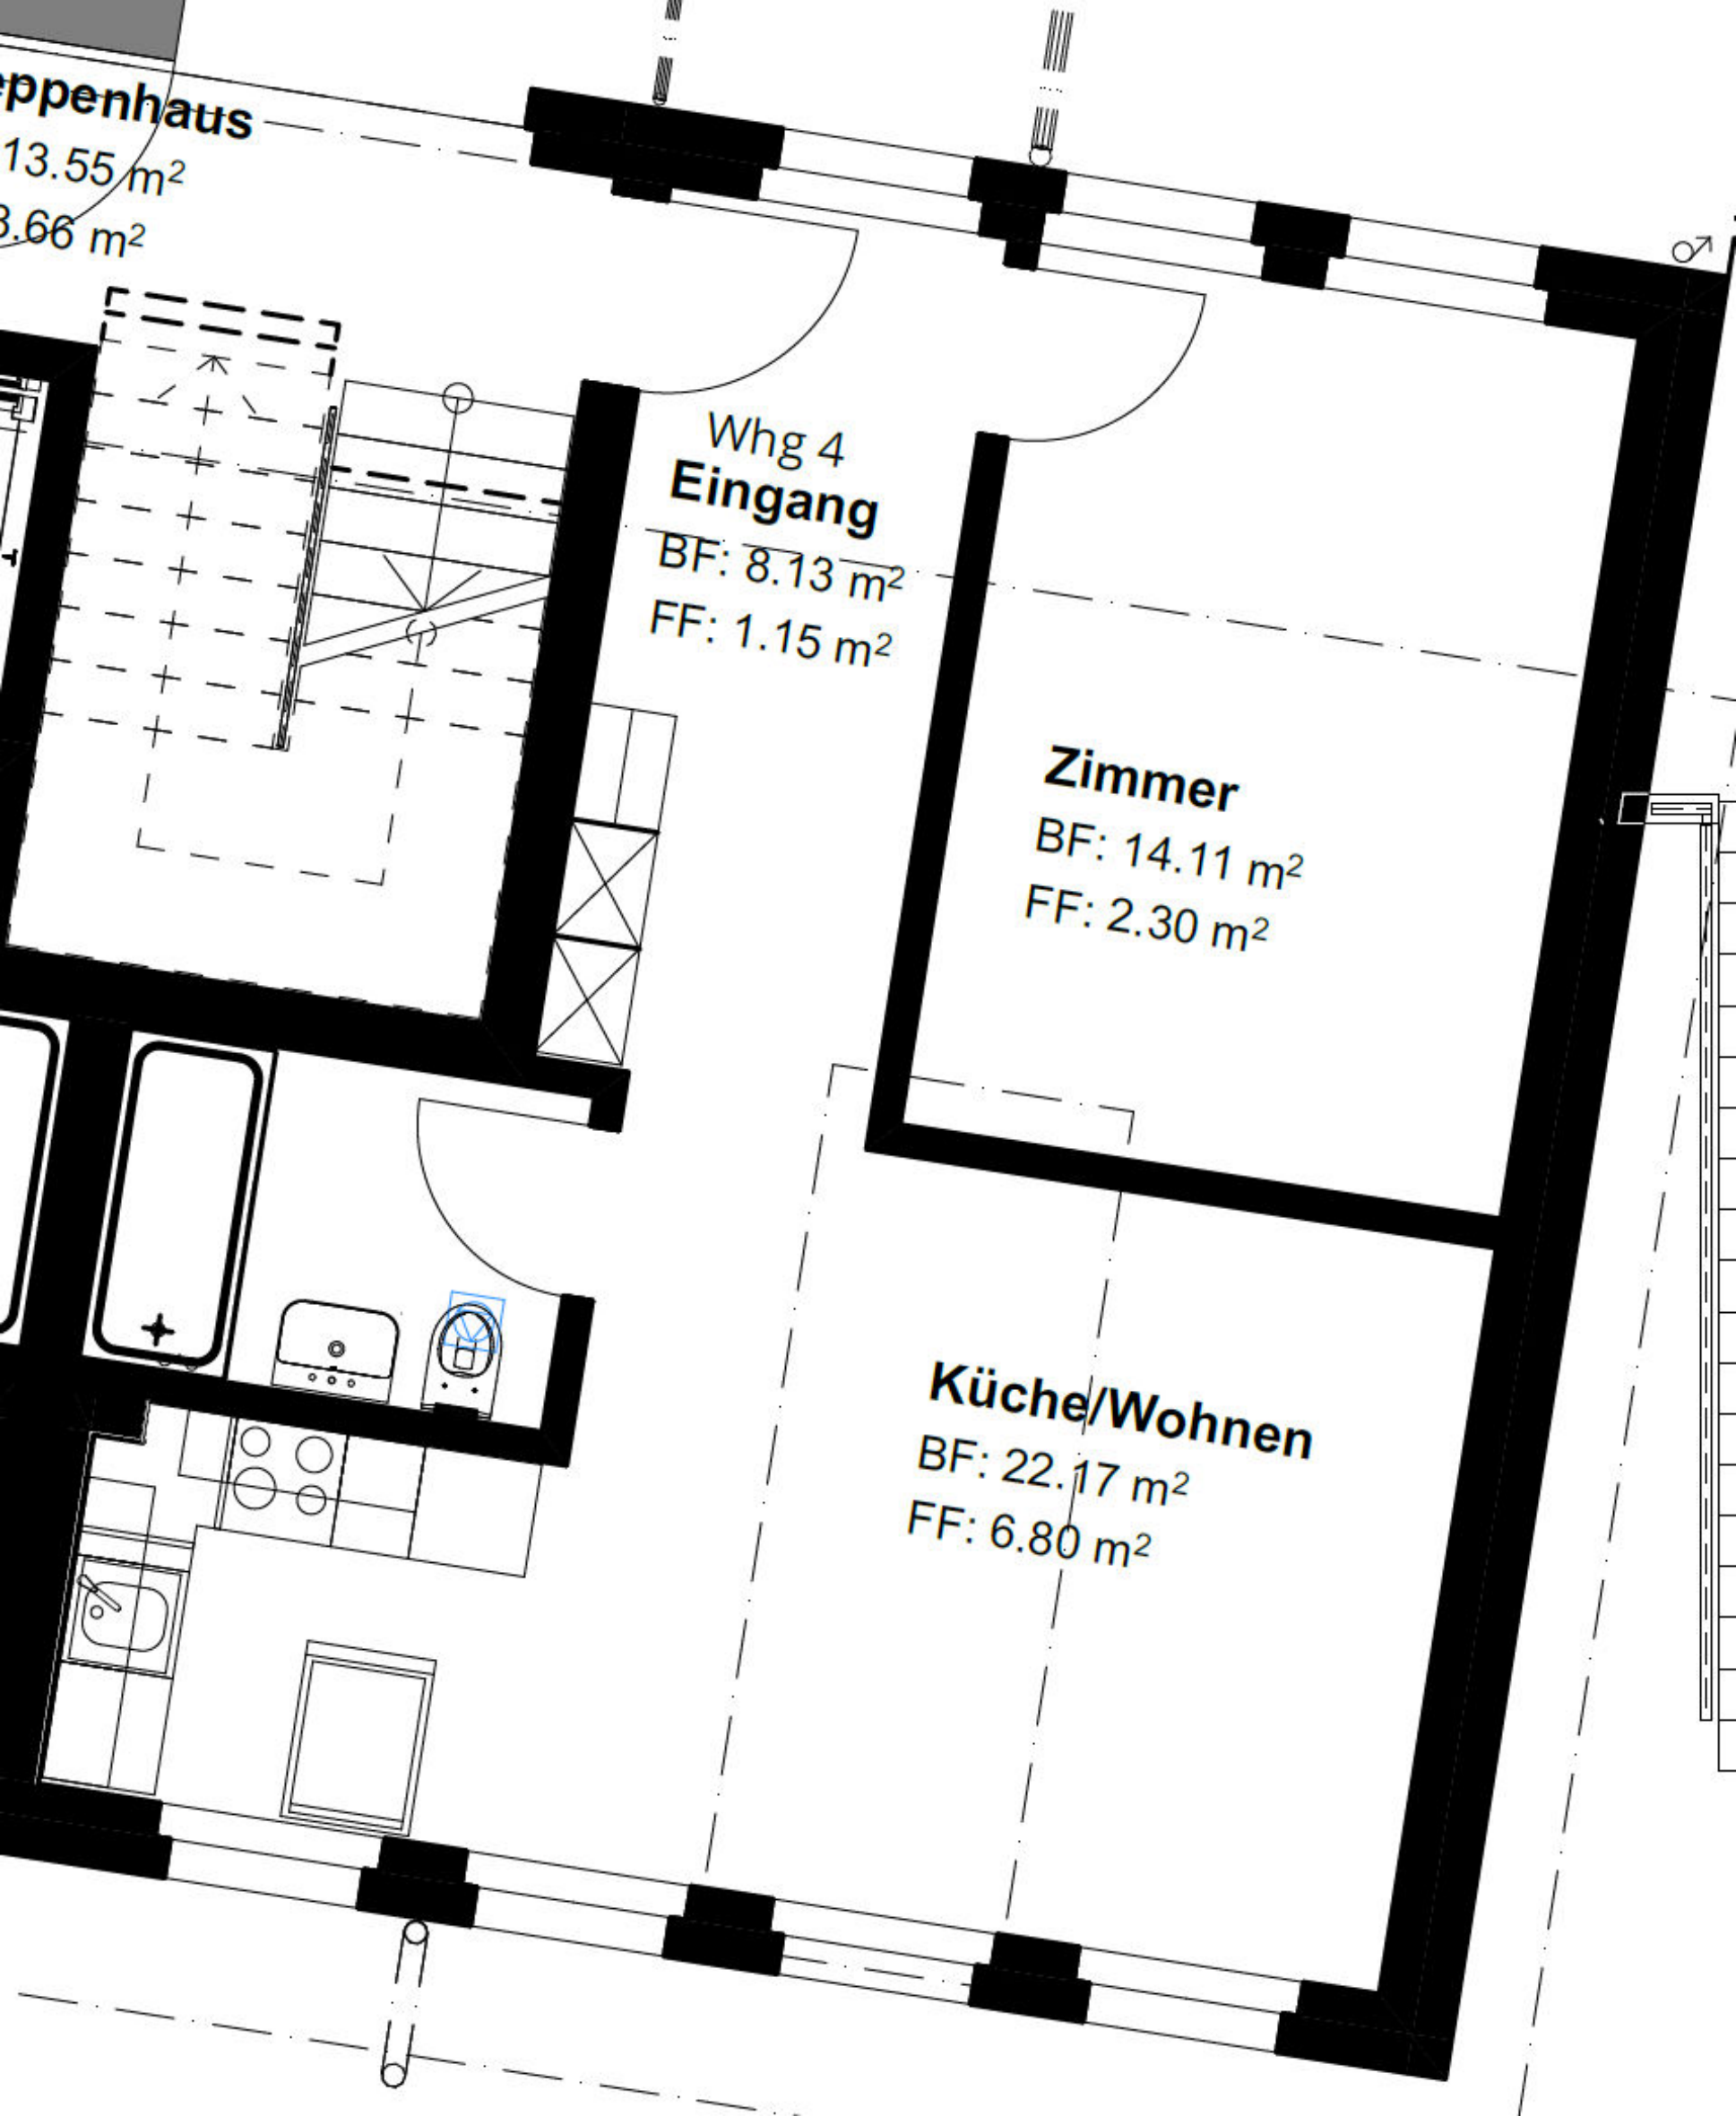 eppenhaus
13.55 m²
3.66 m²
Whg 4
Eingang
BF: 8.13 m²
FF: 1.15 m²
Zimmer
BF: 14.11 m²
FF: 2.30 m²
Küche/Wohnen
BF: 22.17 m²
FF: 6.80 m²